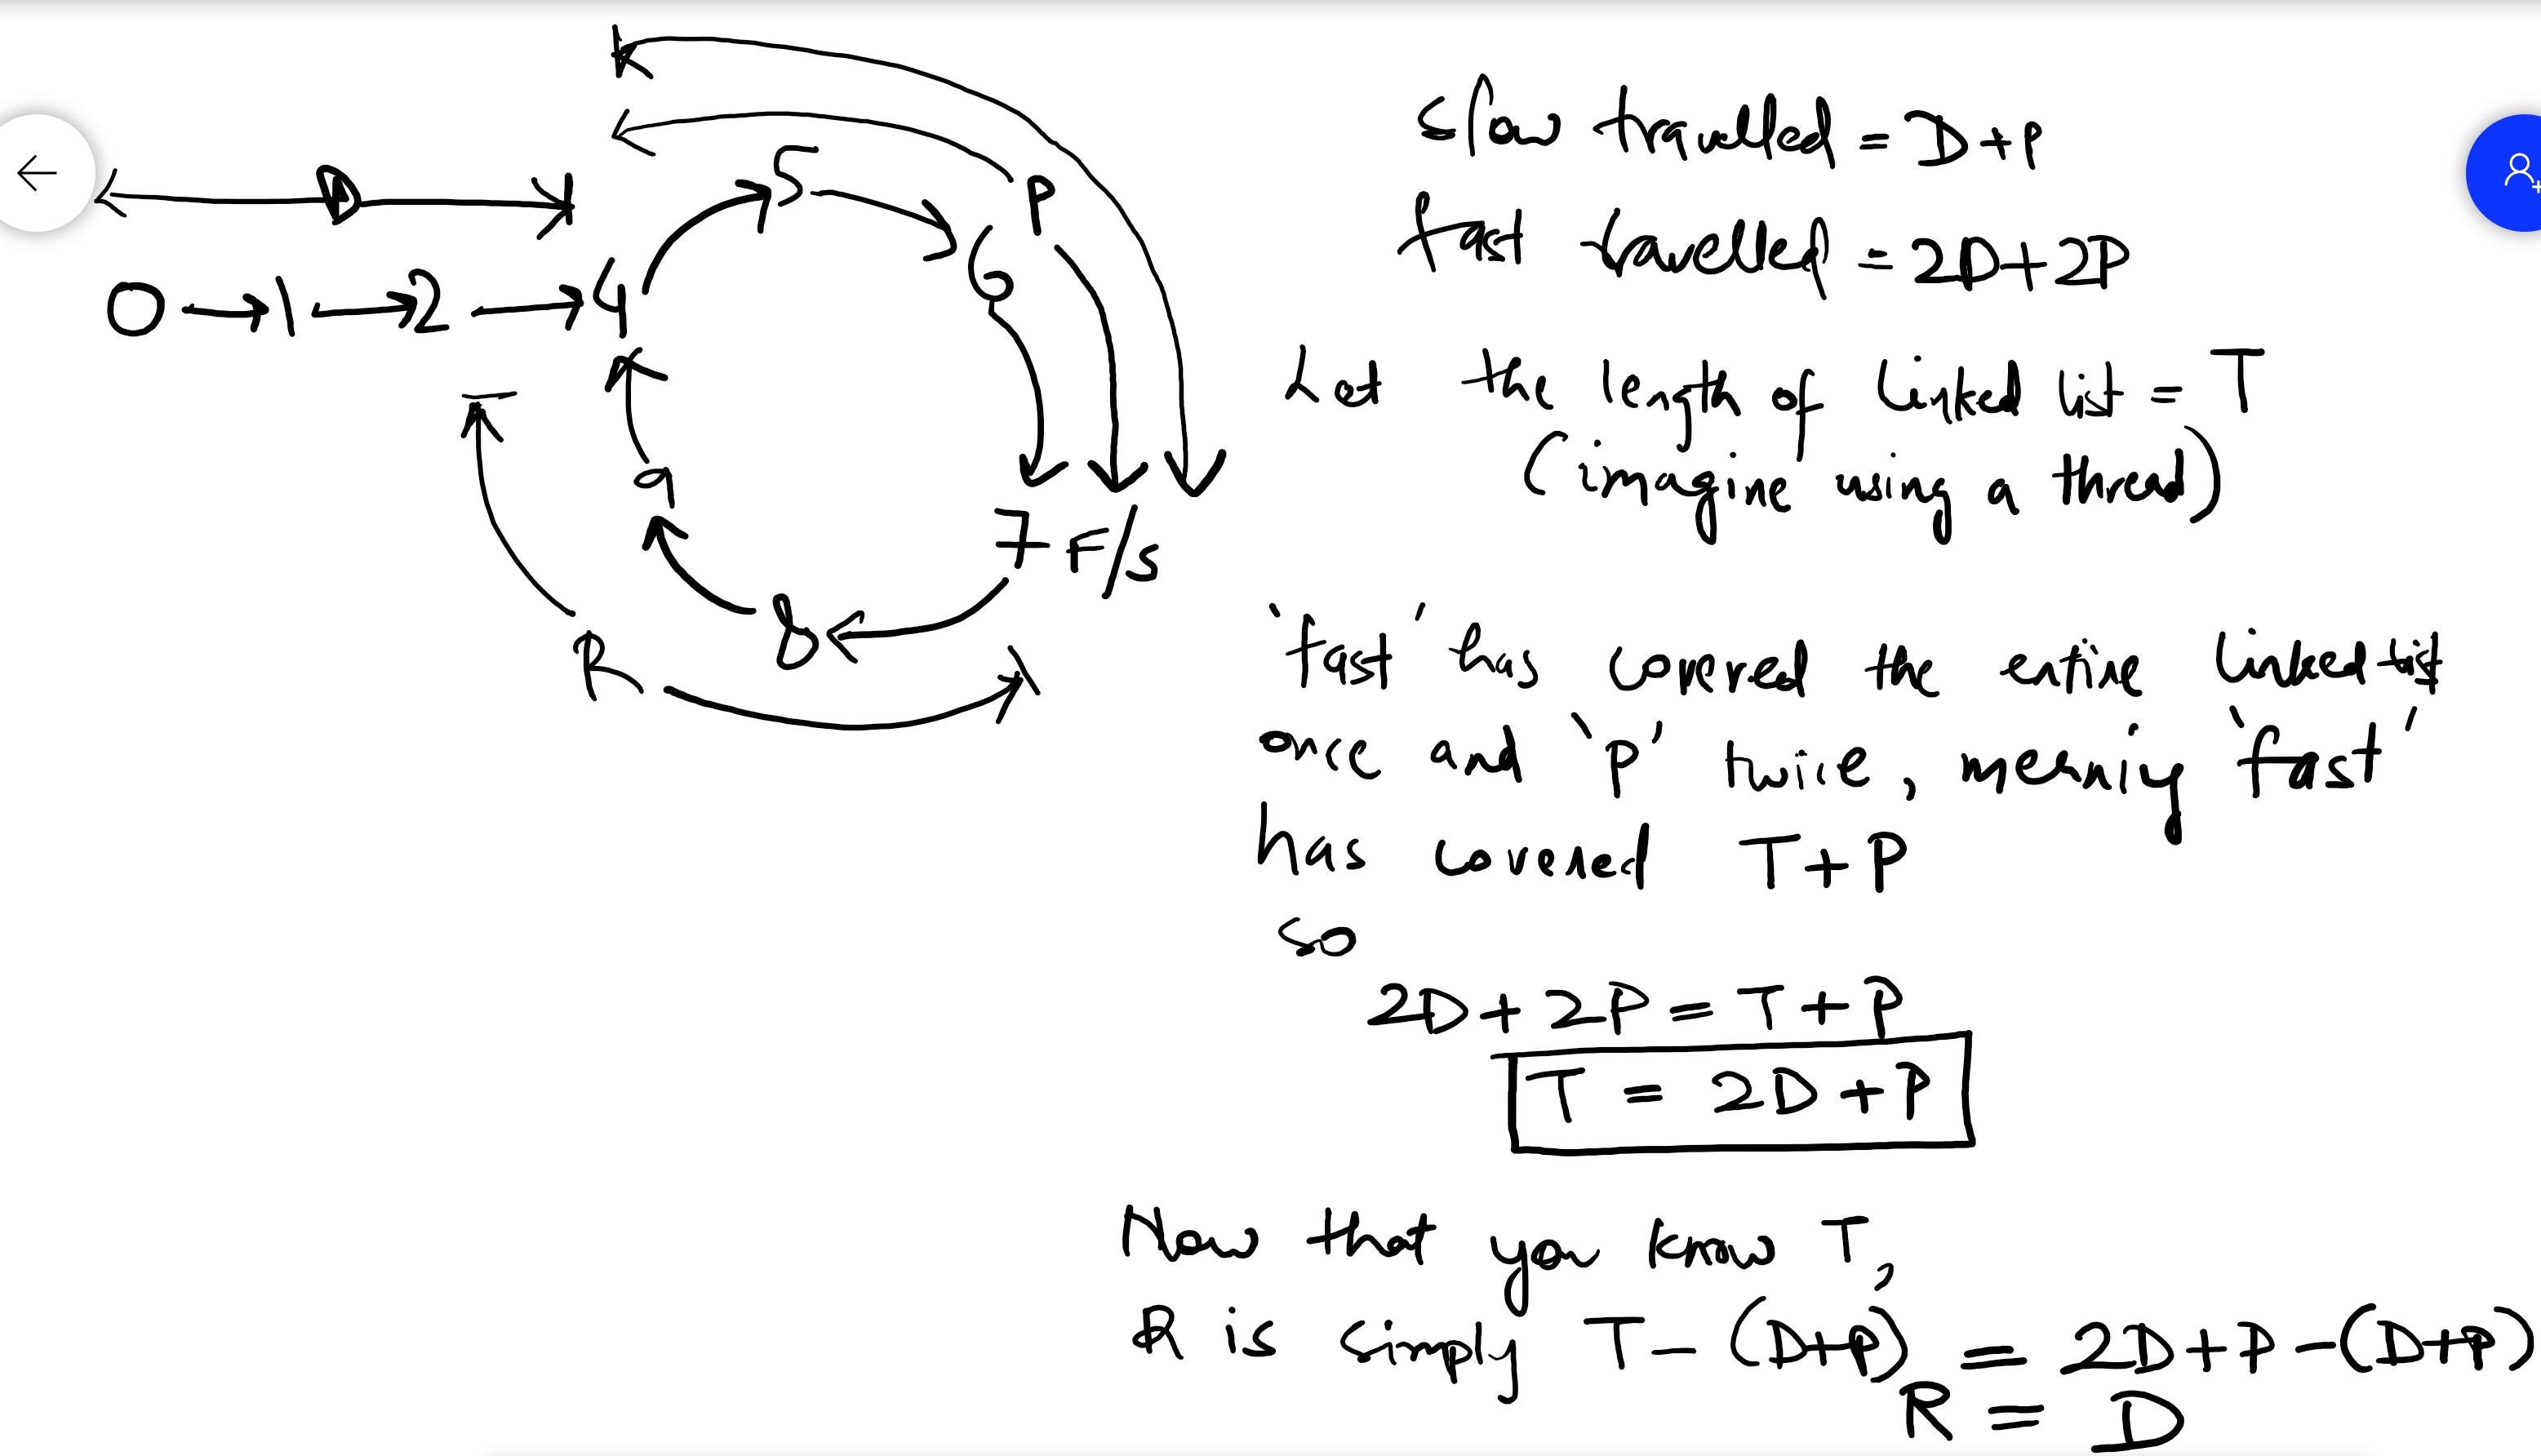 K
D
P
0 → 1 → 2 → 4
5
6
7 F/s
8
9
R
slow travelled = D+P
fast travelled = 2D+2P
Let the length of linked list = T
(imagine using a thread)
'fast' has covered the entire linked list
once and 'P' twice, meaning 'fast'
has covered T+P
so
2D+2P = T+P
T = 2D+P
Now that you know T,
R is simply T-(D+P) = 2D+P-(D+P)
R = D